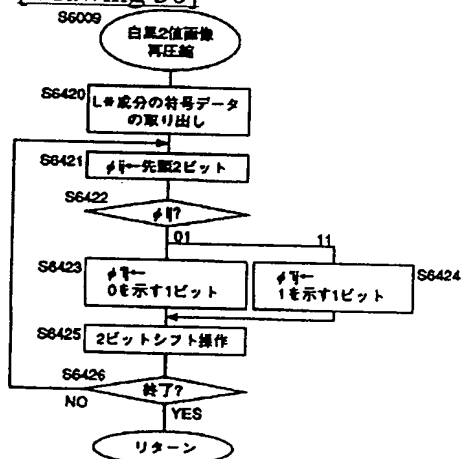 S6009
白黒2値画像
再圧縮
S6420
L*成分の符号データ
の取り出し
S6421
φij←先頭2ビット
S6422
φij?
01
11
S6423
0を示す1ビット
S6424
1を示す1ビット
S6425
2ビットシフト操作
S6426
終了?
NO
YES
リターン